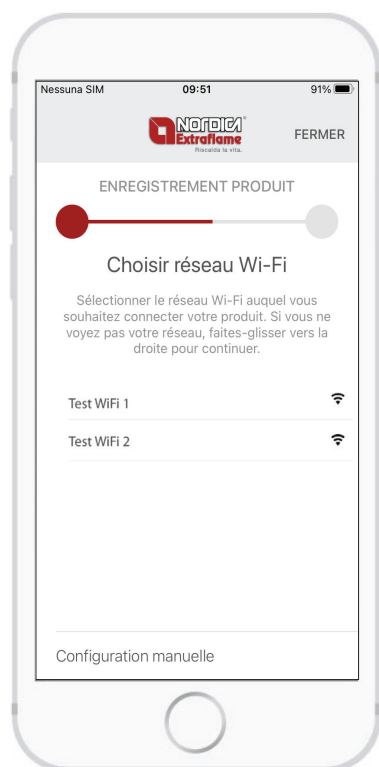 Nessuna SIM 09:51 91%
NORDICA®
Extraflame
Riscalda la vita.
FERMER
ENREGISTREMENT PRODUIT
Choisir réseau Wi-Fi
Sélectionner le réseau Wi-Fi auquel vous
souhaitez connecter votre produit. Si vous ne
voyez pas votre réseau, faites-glisser vers la
droite pour continuer.
Test WiFi 1
Test WiFi 2
Configuration manuelle